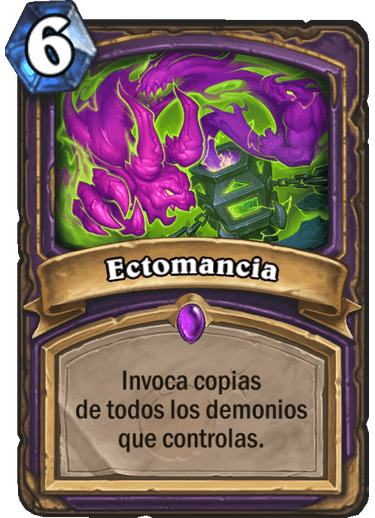 6
Ectomancia
Invoca copias
de todos los demonios
que controlas.